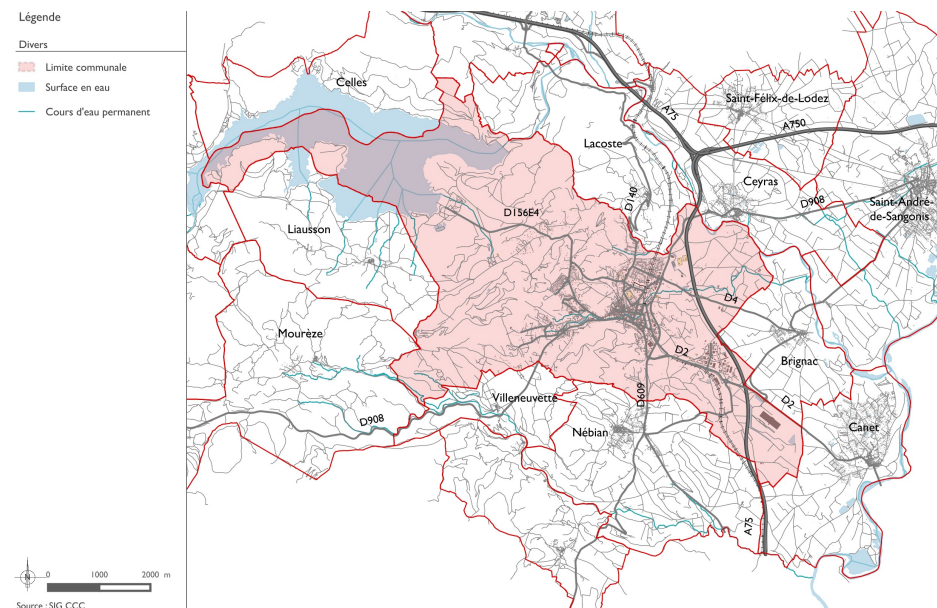 Légende
Divers
Limite communale
Surface en eau
Cours d'eau permanent
Celles
Saint-Félix-de-Lodez
A75
A750
Lacoste
Ceyras
D140
D908
Saint-André-
de-Sangonis
D156E4
Liausson
D4
Mourèze
D2
Brignac
D609
D2
Villeneuvette
D908
Nébian
Canet
A75
N
0 1000 2000 m
Source : SIG CCC